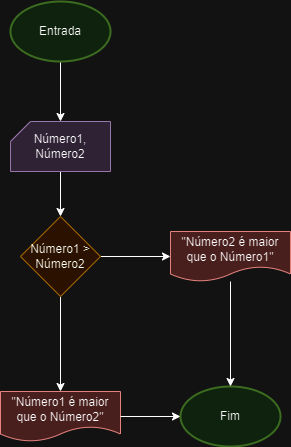 Entrada
Número1,
Número2
Número1 >
Número2
"Número2 é maior
que o Número1"
"Número1 é maior
que o Número2"
Fim